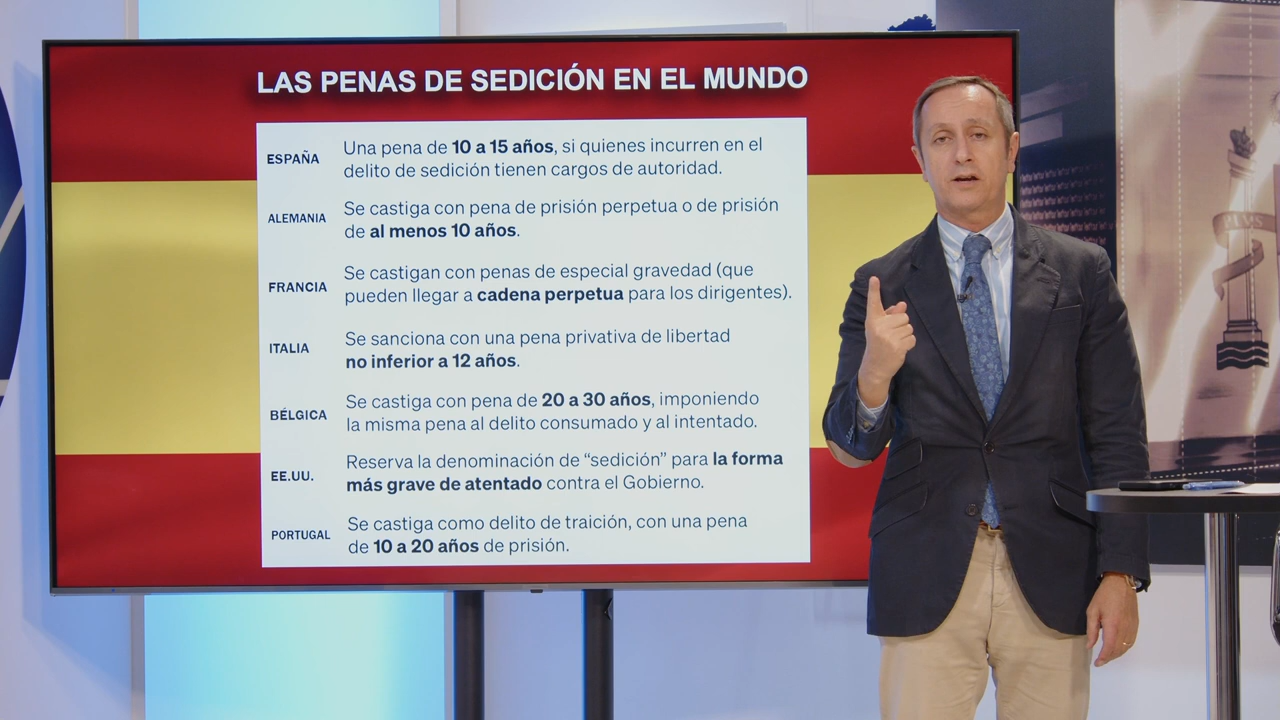 LAS PENAS DE SEDICIÓN EN EL MUNDO
ESPAÑA
Una pena de 10 a 15 años, si quienes incurren en el
delito de sedición tienen cargos de autoridad.
ALEMANIA
Se castiga con pena de prisión perpetua o de prisión
de al menos 10 años.
FRANCIA
Se castigan con penas de especial gravedad (que
pueden llegar a cadena perpetua para los dirigentes).
ITALIA
Se sanciona con una pena privativa de libertad
no inferior a 12 años.
BÉLGICA
Se castiga con pena de 20 a 30 años, imponiendo
la misma pena al delito consumado y al intentado.
EE.UU.
Reserva la denominación de “sedición” para la forma
más grave de atentado contra el Gobierno.
PORTUGAL
Se castiga como delito de traición, con una pena
de 10 a 20 años de prisión.